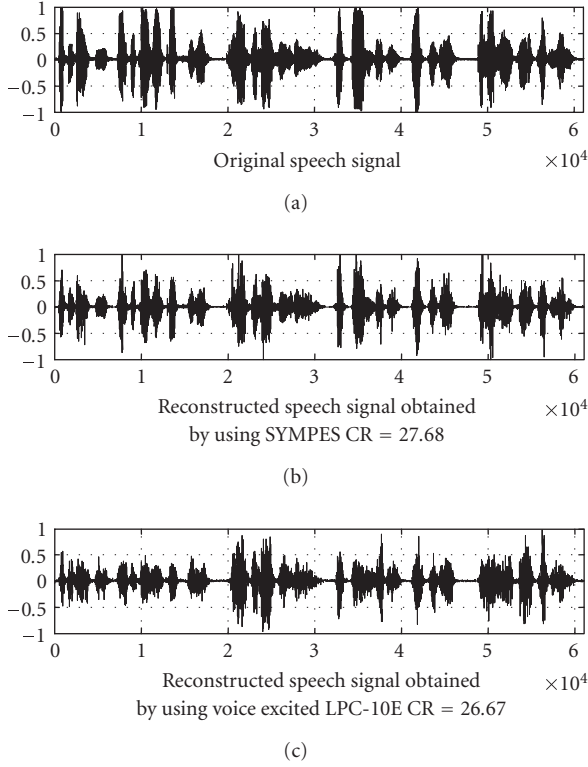 1
0.5
0
−0.5
−1
0 1 2 3 4 5 6
×10^4
Original speech signal
(a)
1
0.5
0
−0.5
−1
0 1 2 3 4 5 6
×10^4
Reconstructed speech signal obtained
by using SYMPES CR = 27.68
(b)
1
0.5
0
−0.5
−1
0 1 2 3 4 5 6
×10^4
Reconstructed speech signal obtained
by using voice excited LPC-10E CR = 26.67
(c)